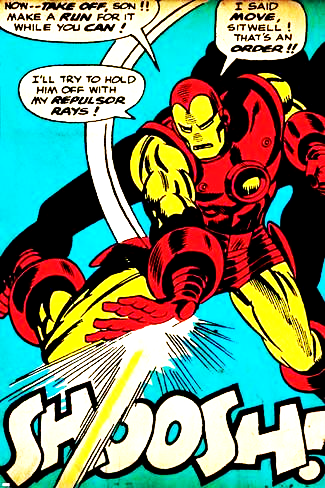 NOW--TAKE OFF, SON!!
MAKE A RUN FOR IT
WHILE YOU CAN!
I SAID
MOVE,
SITWELL!
THAT'S AN
ORDER!!
I'LL TRY TO HOLD
HIM OFF WITH
MY REPULSOR
RAYS!
SHOOSH!